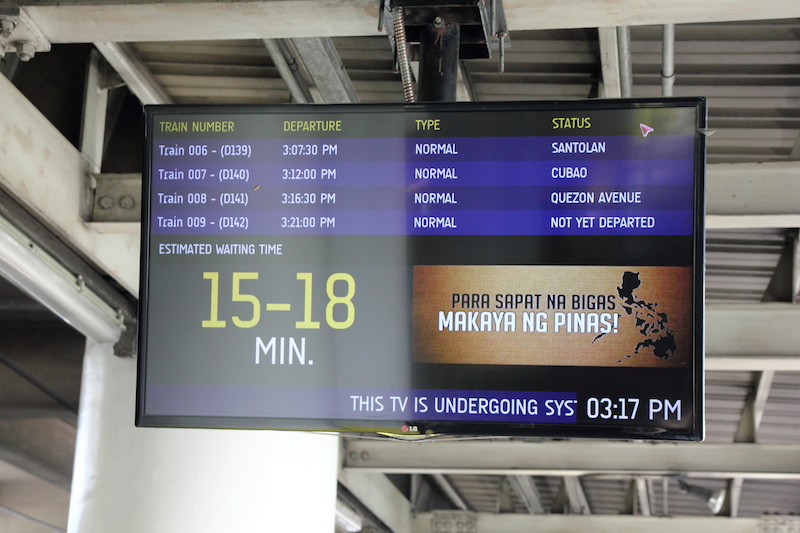 TRAIN NUMBER DEPARTURE TYPE STATUS
Train 006 - (D139) 3:07:30 PM NORMAL SANTOLAN
Train 007 - (D140) 3:12:00 PM NORMAL CUBAO
Train 008 - (D141) 3:16:30 PM NORMAL QUEZON AVENUE
Train 009 - (D142) 3:21:00 PM NORMAL NOT YET DEPARTED
ESTIMATED WAITING TIME
15-18
MIN.
PARA SAPAT NA BIGAS
MAKAYA NG PINAS!
THIS TV IS UNDERGOING SYS 03:17 PM
LG